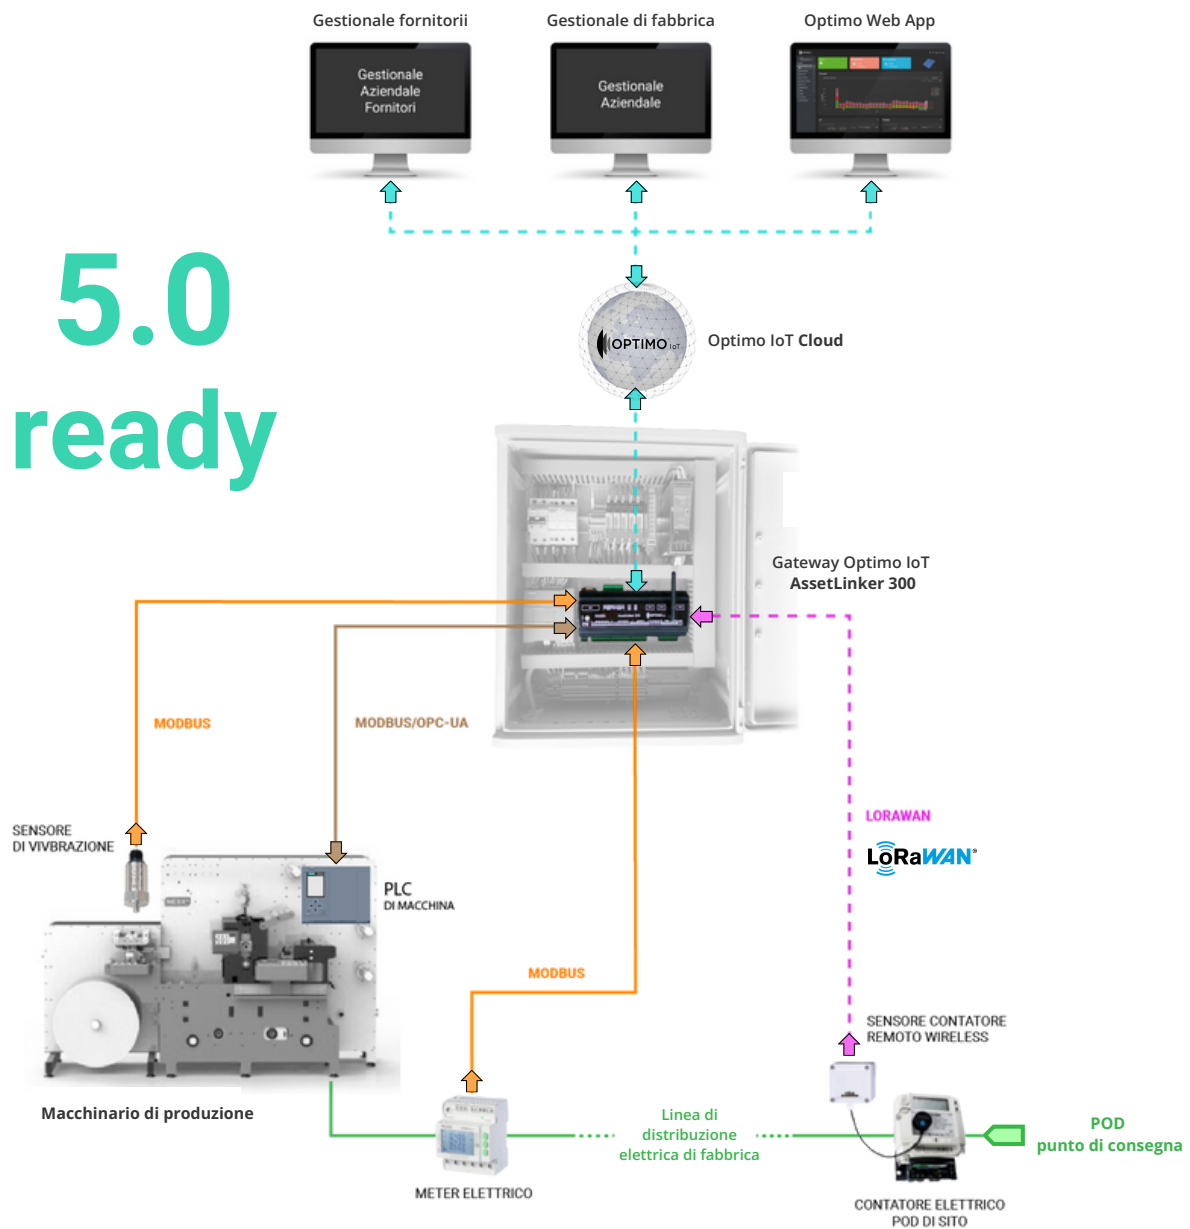 Gestionale fornitorii
Gestionale di fabbrica
Optimo Web App
Gestionale
Aziendale
Fornitori
Gestionale
Aziendale
5.0
ready
OPTIMO IoT
Optimo IoT Cloud
Gateway Optimo IoT
AssetLinker 300
MODBUS
MODBUS/OPC-UA
LORAWAN
LoRaWAN®
SENSORE
DI VIVBRAZIONE
PLC
DI MACCHINA
MODBUS
SENSORE CONTATORE
REMOTO WIRELESS
Macchinario di produzione
Linea di
distribuzione
elettrica di fabbrica
POD
punto di consegna
METER ELETTRICO
CONTATORE ELETTRICO
POD DI SITO